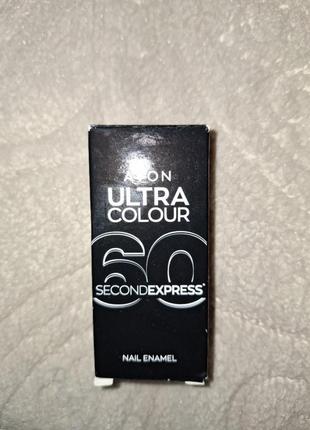 AVON
ULTRA
COLOUR
60
SECONDEXPRESS*
NAIL ENAMEL